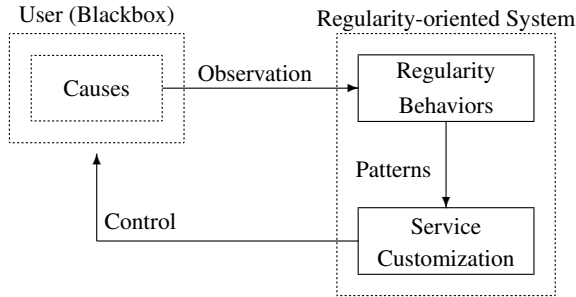 User (Blackbox)
Regularity-oriented System
Causes
Observation
Regularity
Behaviors
Patterns
Control
Service
Customization